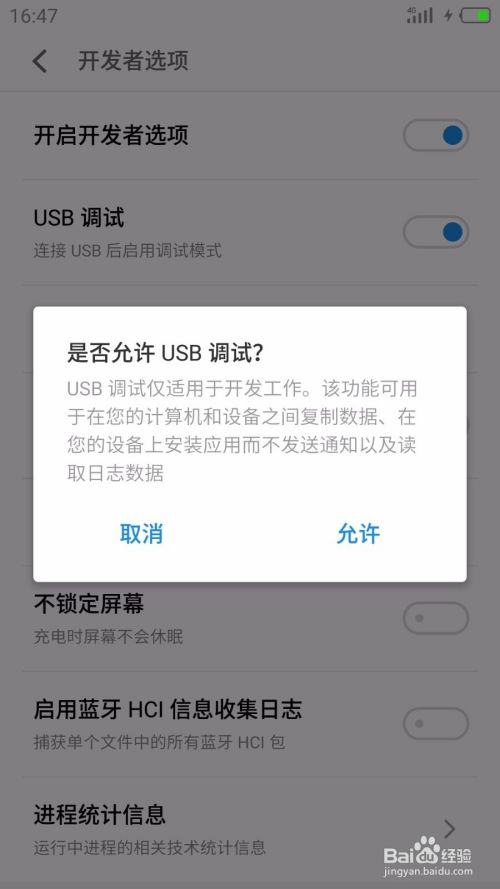 16:47
4G
开发者选项
开启开发者选项
USB 调试
连接 USB 后启用调试模式
是否允许 USB 调试?
USB 调试仅适用于开发工作。该功能可用
于在您的计算机和设备之间复制数据、在
您的设备上安装应用而不发送通知以及读
取日志数据
取消
允许
不锁定屏幕
充电时屏幕不会休眠
启用蓝牙 HCI 信息收集日志
捕获单个文件中的所有蓝牙 HCI 包
进程统计信息
运行中进程的相关技术统计信息
Baidu 经验
jingyan.baidu.com